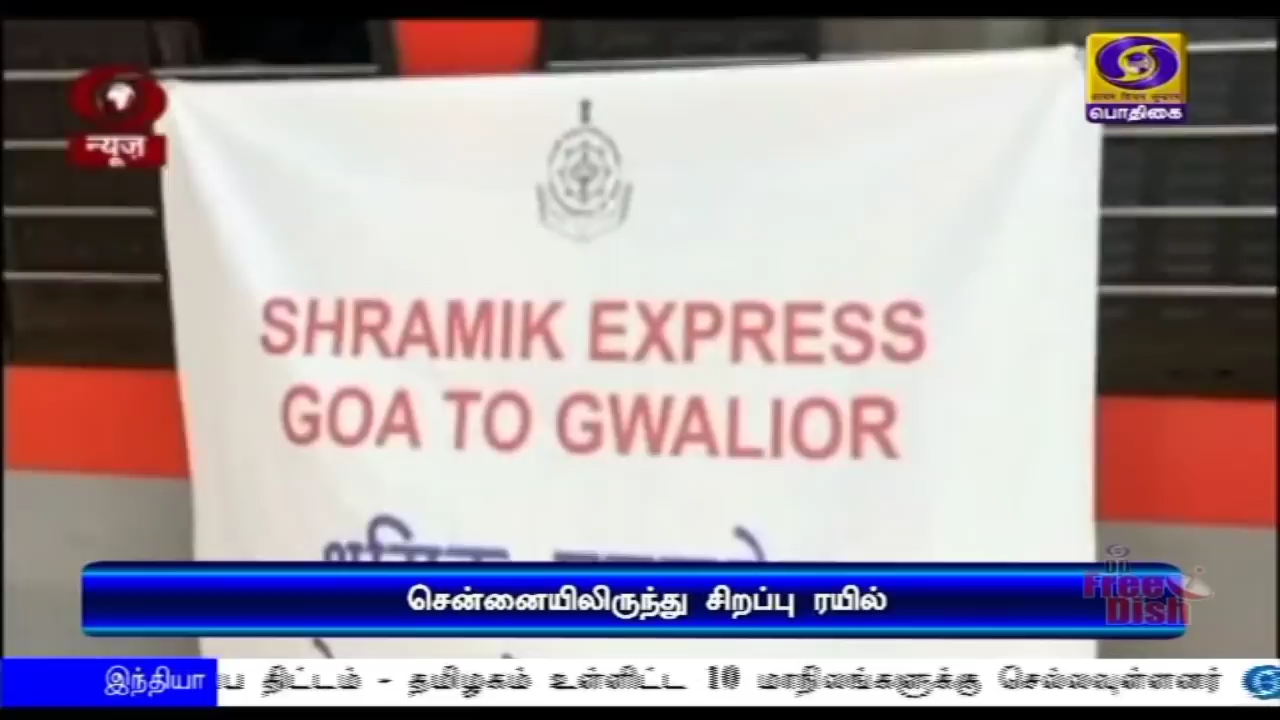 न्यूज़
பொதிகை
SHRAMIK EXPRESS
GOA TO GWALIOR
சென்னையிலிருந்து சிறப்பு ரயில்
DD
Free Dish
இந்தியா
ய திட்டம் - தமிழகம் உள்ளிட்ட 10 மாநிலங்களுக்கு செல்லவுள்ளனர்